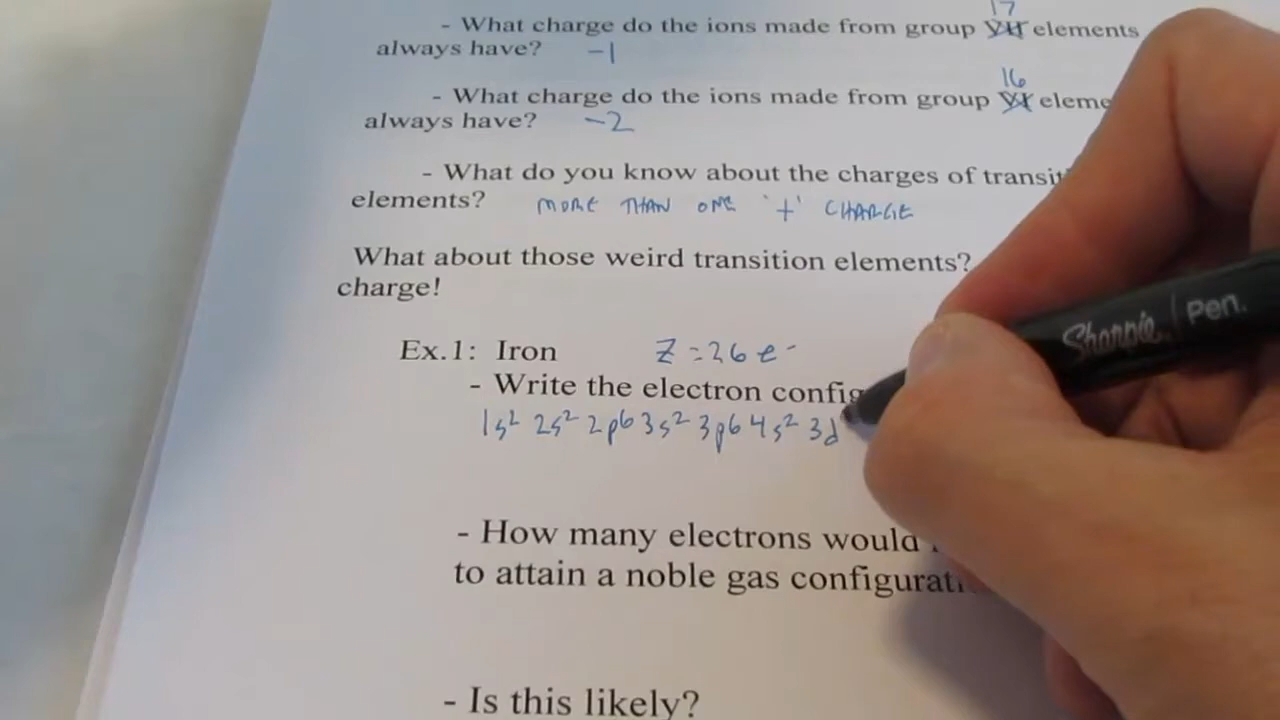 17
- What charge do the ions made from group VII elements
always have? -1
16
- What charge do the ions made from group VI eleme
always have? -2
- What do you know about the charges of transit
elements? MORE THAN ONE '+' CHARGE
What about those weird transition elements?
charge!
Ex.1: Iron Z = 26 e-
- Write the electron config
1s² 2s² 2p6 3s² 3p6 4s² 3d
- How many electrons would
to attain a noble gas configurati
- Is this likely?
Sharpie Pen.